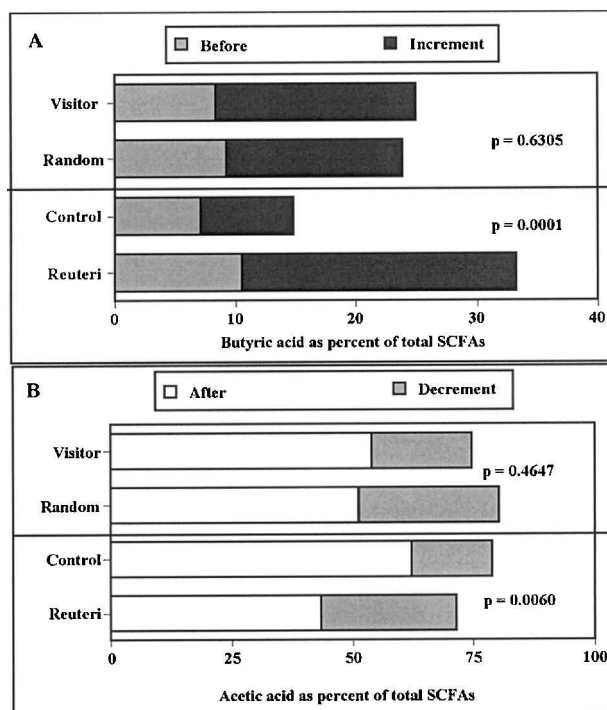 A
Before Increment
Visitor
Random
p = 0.6305
Control
p = 0.0001
Reuteri
0 10 20 30 40
Butyric acid as percent of total SCFAs
B
After Decrement
Visitor
p = 0.4647
Random
Control
Reuteri
p = 0.0060
0 25 50 75 100
Acetic acid as percent of total SCFAs